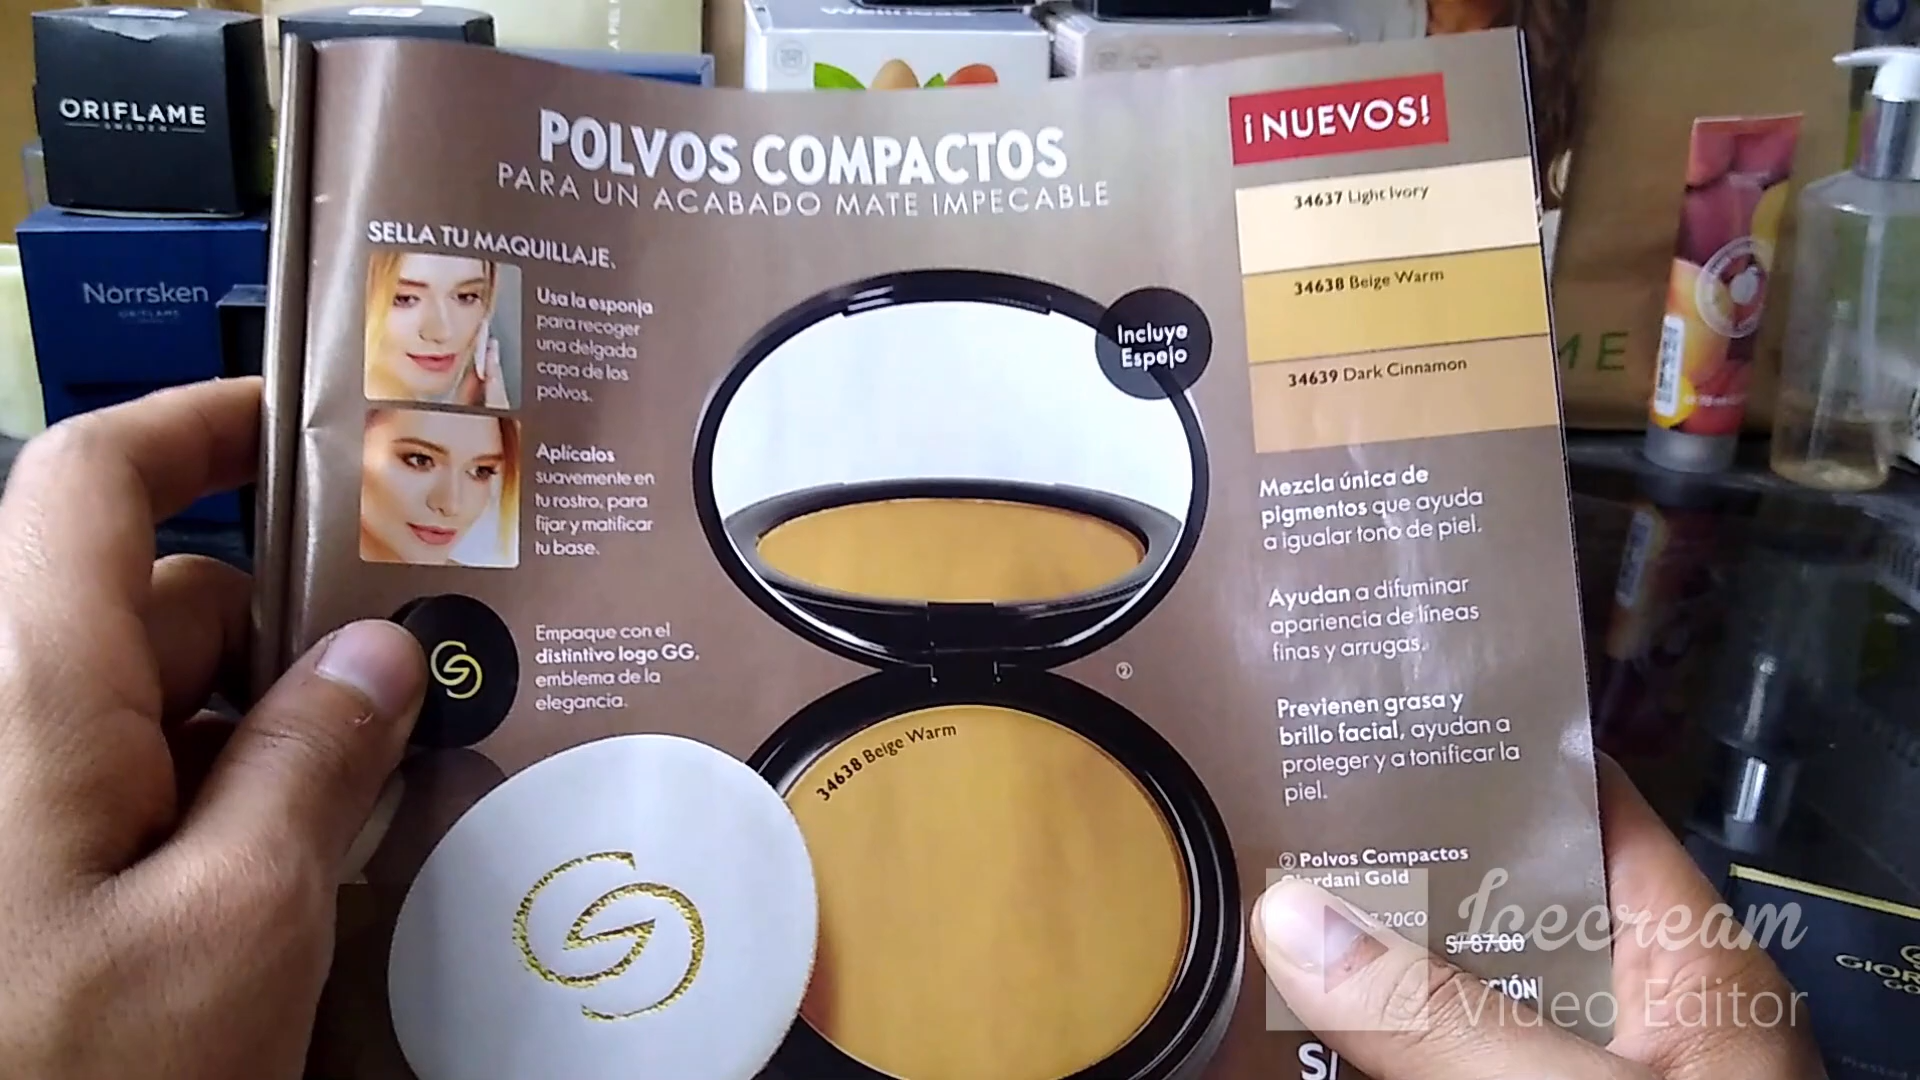 ORIFLAME
SWEDEN
Norrsken
ORIFLAME
POLVOS COMPACTOS
PARA UN ACABADO MATE IMPECABLE
SELLA TU MAQUILLAJE.
Usa la esponja
para recoger
una delgada
capa de los
polvos.
Aplícalos
suavemente en
tu rostro, para
fijar y matificar
tu base.
Empaque con el
distintivo logo GG,
emblema de la
elegancia.
Incluye
Espejo
②
34638 Beige Warm
¡NUEVOS!
34637 Light Ivory
34638 Beige Warm
34639 Dark Cinnamon
Mezcla única de
pigmentos que ayuda
a igualar tono de piel.
Ayudan a difuminar
apariencia de líneas
finas y arrugas.
Previenen grasa y
brillo facial, ayudan a
proteger y a tonificar la
piel.
② Polvos Compactos
Gold
S/ 87.00
S/
Icecream
Video Editor